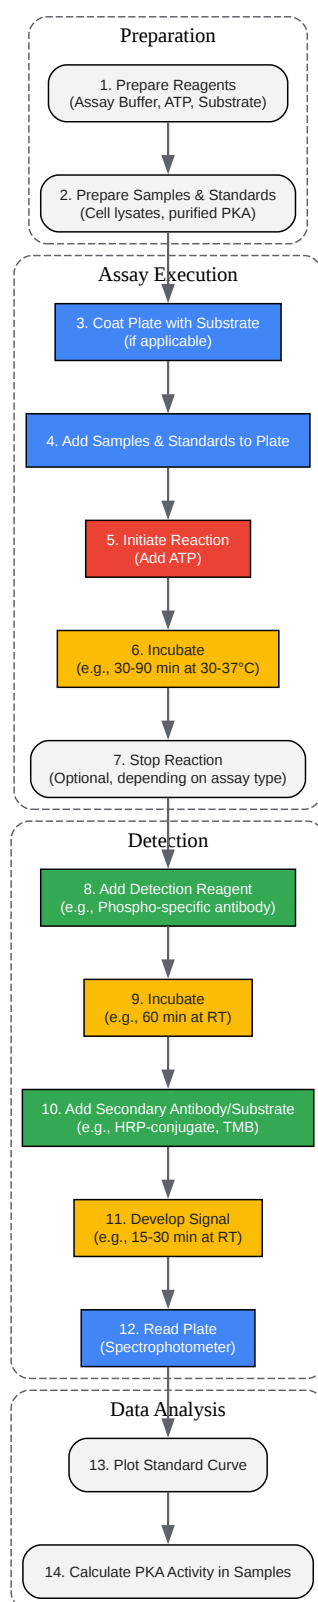 Preparation
1. Prepare Reagents
(Assay Buffer, ATP, Substrate)
2. Prepare Samples & Standards
(Cell lysates, purified PKA)
Assay Execution
3. Coat Plate with Substrate
(if applicable)
4. Add Samples & Standards to Plate
5. Initiate Reaction
(Add ATP)
6. Incubate
(e.g., 30-90 min at 30-37°C)
7. Stop Reaction
(Optional, depending on assay type)
Detection
8. Add Detection Reagent
(e.g., Phospho-specific antibody)
9. Incubate
(e.g., 60 min at RT)
10. Add Secondary Antibody/Substrate
(e.g., HRP-conjugate, TMB)
11. Develop Signal
(e.g., 15-30 min at RT)
12. Read Plate
(Spectrophotometer)
Data Analysis
13. Plot Standard Curve
14. Calculate PKA Activity in Samples